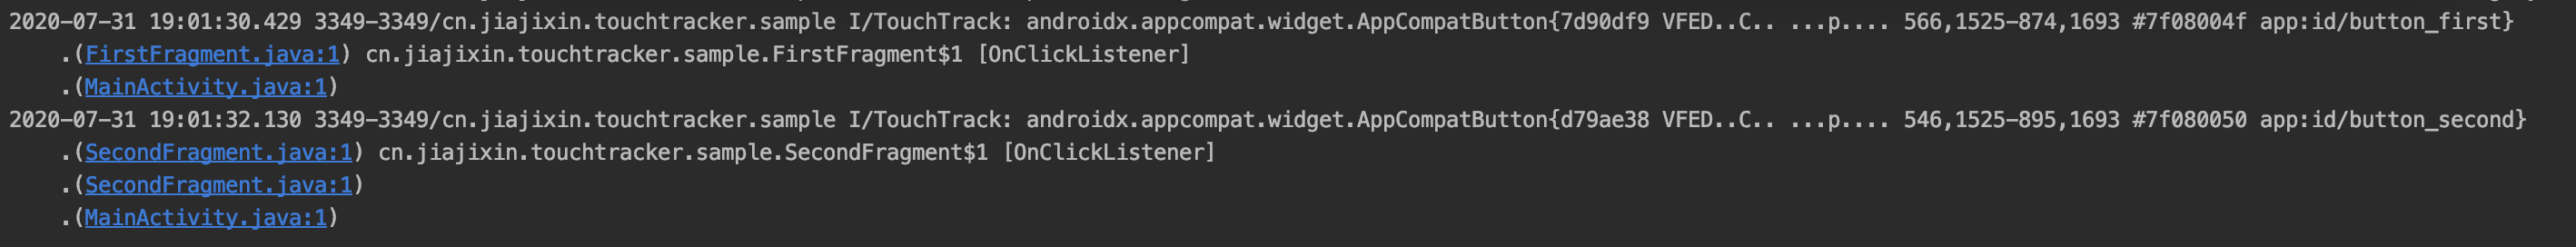 2020-07-31 19:01:30.429 3349-3349/cn.jiajixin.touchtracker.sample I/TouchTrack: androidx.appcompat.widget.AppCompatButton{7d90df9 VFED..C.. ...p.... 566,1525-874,1693 #7f08004f app:id/button_first}
.(FirstFragment.java:1) cn.jiajixin.touchtracker.sample.FirstFragment$1 [OnClickListener]
.(MainActivity.java:1)
2020-07-31 19:01:32.130 3349-3349/cn.jiajixin.touchtracker.sample I/TouchTrack: androidx.appcompat.widget.AppCompatButton{d79ae38 VFED..C.. ...p.... 546,1525-895,1693 #7f080050 app:id/button_second}
.(SecondFragment.java:1) cn.jiajixin.touchtracker.sample.SecondFragment$1 [OnClickListener]
.(SecondFragment.java:1)
.(MainActivity.java:1)